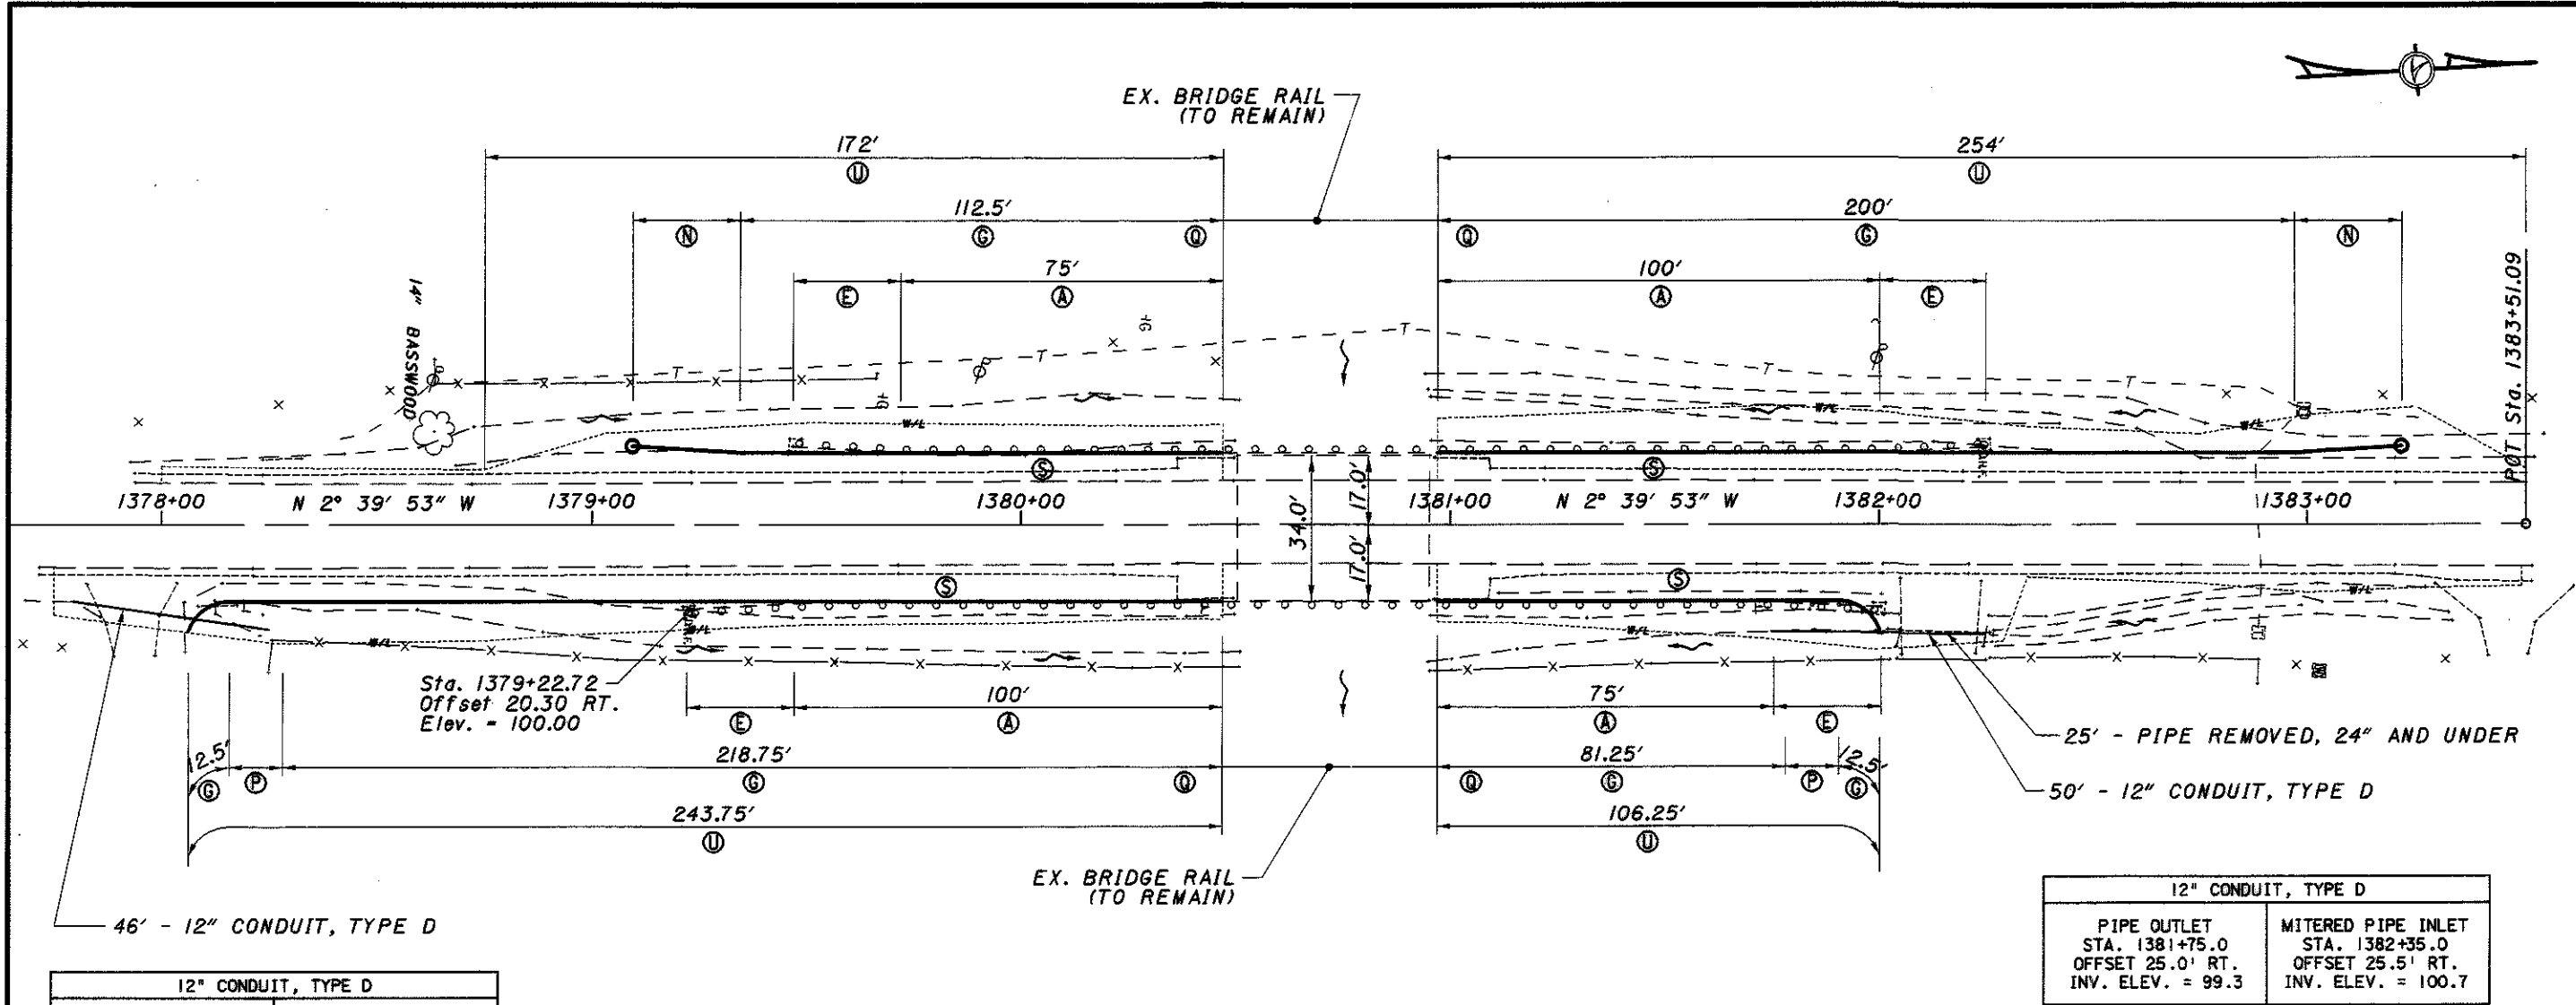 EX. BRIDGE RAIL
(TO REMAIN)
172'
U
254'
U
N
112.5'
G
Q
Q
200'
G
N
E
75'
A
100'
A
E
14" BASSWOOD
POT Sta. 1383+51.09
T
T
T
T
T
T
W/L
W/L
W/L
S
S
1378+00
N 2° 39' 53" W
1379+00
1380+00
1381+00
N 2° 39' 53" W
1382+00
1383+00
34.0'
17.0'
17.0'
S
S
W/L
W/L
W/L
W/L
Sta. 1379+22.72
Offset 20.30 RT.
Elev. = 100.00
E
100'
A
75'
A
E
25' - PIPE REMOVED, 24" AND UNDER
12.5'
G
P
218.75'
G
Q
Q
81.25'
G
P
12.5'
G
50' - 12" CONDUIT, TYPE D
243.75'
U
106.25'
U
EX. BRIDGE RAIL
(TO REMAIN)
46' - 12" CONDUIT, TYPE D
12" CONDUIT, TYPE D
12" CONDUIT, TYPE D
PIPE OUTLET
STA. 1381+75.0
OFFSET 25.0' RT.
INV. ELEV. = 99.3
MITERED PIPE INLET
STA. 1382+35.0
OFFSET 25.5' RT.
INV. ELEV. = 100.7